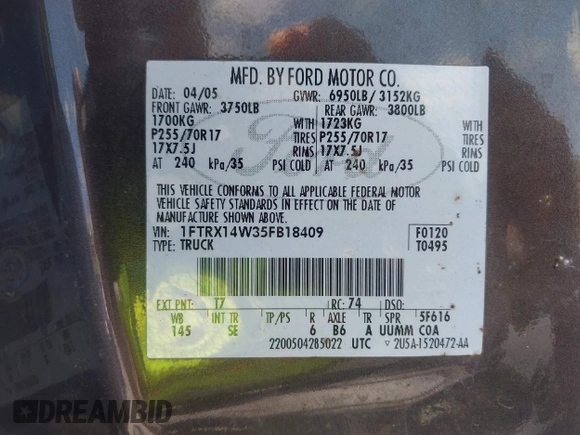 MFD. BY FORD MOTOR CO.
DATE: 04/05 GVWR: 6950LB/ 3152KG
FRONT GAWR: 3750LB REAR GAWR: 3800LB
1700KG WITH 1723KG WITH
P255/70R17 TIRES P255/70R17 TIRES
17X7.5J RIMS 17X7.5J RIMS
AT 240 kPa/35 PSI COLD AT 240 kPa/35 PSI COLD
THIS VEHICLE CONFORMS TO ALL APPLICABLE FEDERAL MOTOR
VEHICLE SAFETY STANDARDS IN EFFECT ON THE DATE OF
MANUFACTURE SHOWN ABOVE.
VIN: 1FTRX14W35FB18409 F0120
TYPE: TRUCK T0495
EXT PNT: T7 RC: 74 DSO:
WB INT TR TP/PS R AXLE TR SPR 5F616
145 SE 6 B6 A UUMM COA
2200504285022 UTC ▽ 2U5A-1520472-AA
Ford
DREAMBID